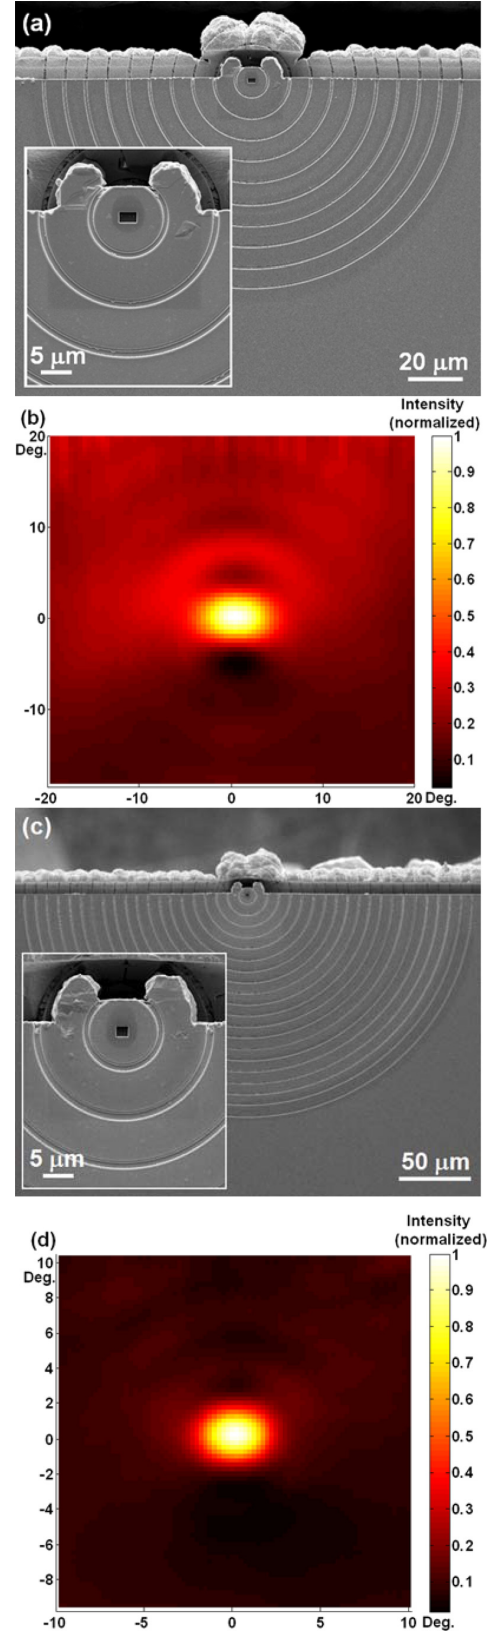 (a)
5 μm
20 μm
(b)
Intensity
(normalized)
20
Deg.
10
0
-10
-20
-10
0
10
20 Deg.
1
0.9
0.8
0.7
0.6
0.5
0.4
0.3
0.2
0.1
(c)
5 μm
50 μm
(d)
Intensity
(normalized)
10
Deg.
8
6
4
2
0
-2
-4
-6
-8
-10
-5
0
5
10 Deg.
1
0.9
0.8
0.7
0.6
0.5
0.4
0.3
0.2
0.1